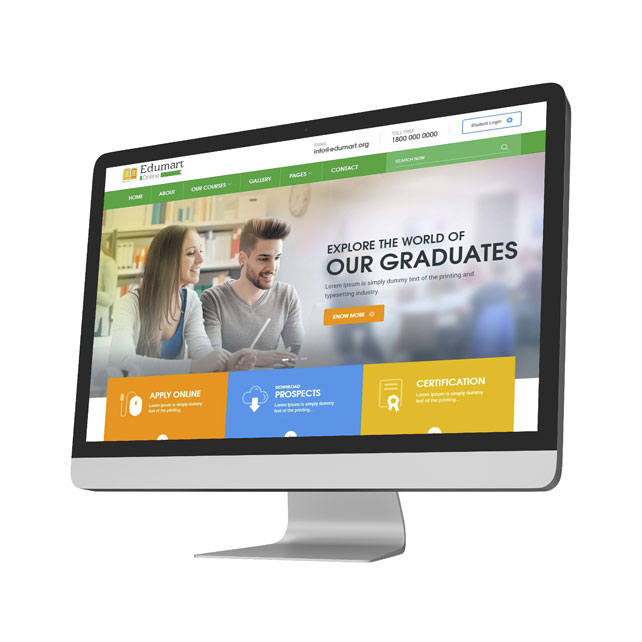 Edumart
Online
EMAIL
info@edumart.org
TOLL FREE
1800 000 0000
Student Login
HOME
ABOUT
OUR COURSES
GALLERY
PAGES
CONTACT
SEARCH NOW
EXPLORE THE WORLD OF
OUR GRADUATES
Lorem Ipsum is simply dummy text of the printing and
typesetting industry
KNOW MORE
APPLY ONLINE
Lorem Ipsum is simply dummy
text of the printing...
DOWNLOAD
PROSPECTS
Lorem Ipsum is simply dummy
text of the printing...
CERTIFICATION
Lorem Ipsum is simply dummy
text of the printing...